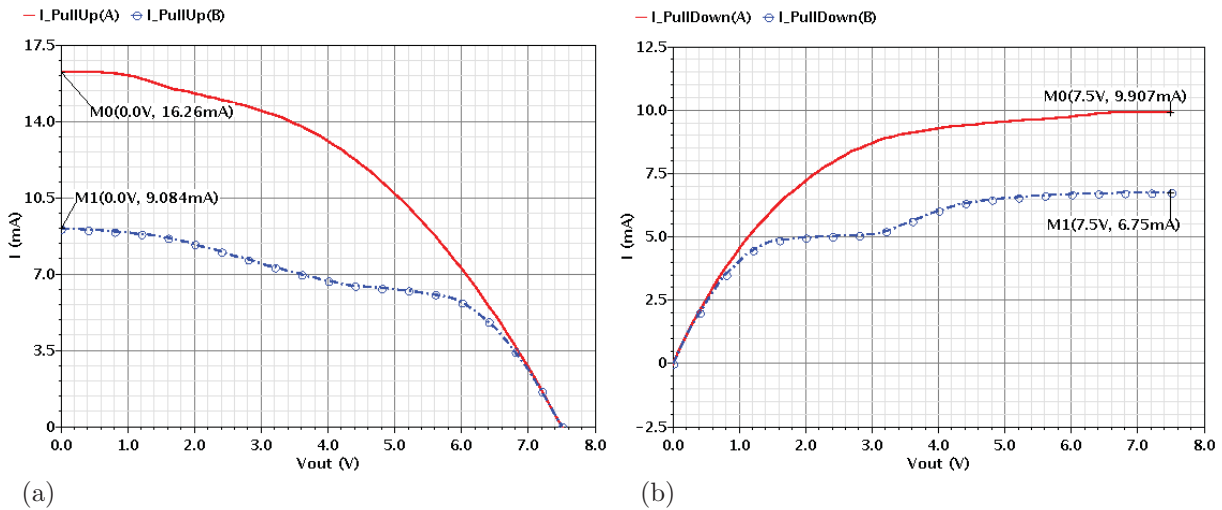 I_PullUp(A) I_PullUp(B)
17.5
14.0
10.5
7.0
3.5
0
I (mA)
M0(0.0V, 16.26mA)
M1(0.0V, 9.084mA)
0.0 1.0 2.0 3.0 4.0 5.0 6.0 7.0 8.0
Vout (V)
(a)
I_PullDown(A) I_PullDown(B)
12.5
10.0
7.5
5.0
2.5
0
-2.5
I (mA)
M0(7.5V, 9.907mA)
M1(7.5V, 6.75mA)
0.0 1.0 2.0 3.0 4.0 5.0 6.0 7.0 8.0
Vout (V)
(b)